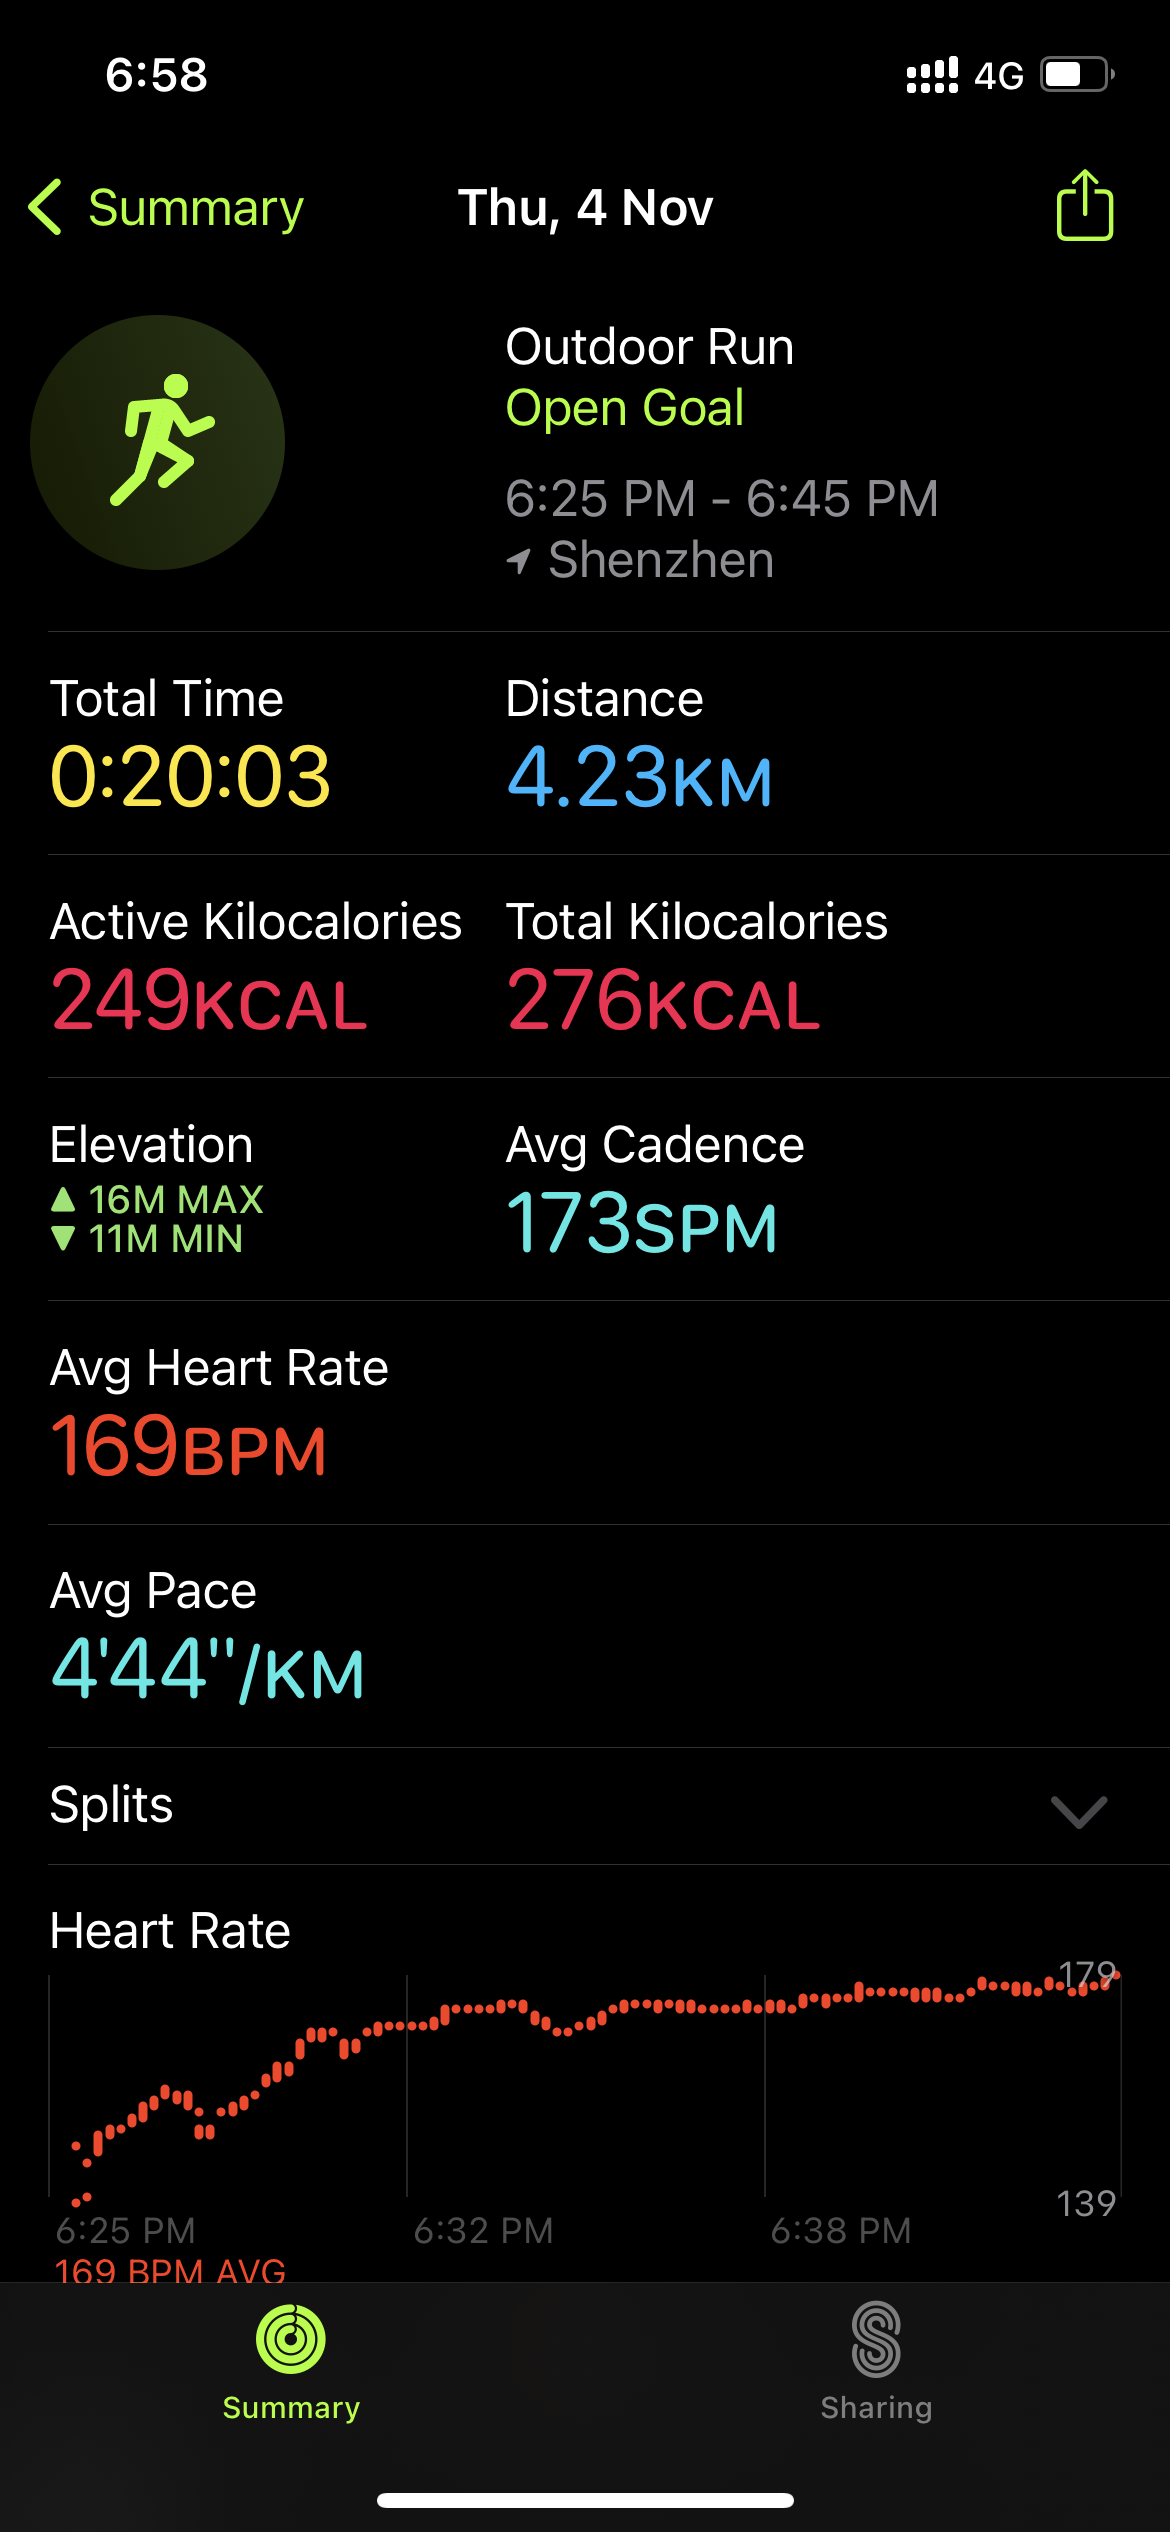 6:58
4G
Summary
Thu, 4 Nov
Outdoor Run
Open Goal
6:25 PM - 6:45 PM
Shenzhen
Total Time
0:20:03
Distance
4.23KM
Active Kilocalories
249KCAL
Total Kilocalories
276KCAL
Elevation
▲ 16M MAX
▼ 11M MIN
Avg Cadence
173SPM
Avg Heart Rate
169BPM
Avg Pace
4'44"/KM
Splits
Heart Rate
179
139
6:25 PM
6:32 PM
6:38 PM
169 BPM AVG
Summary
Sharing